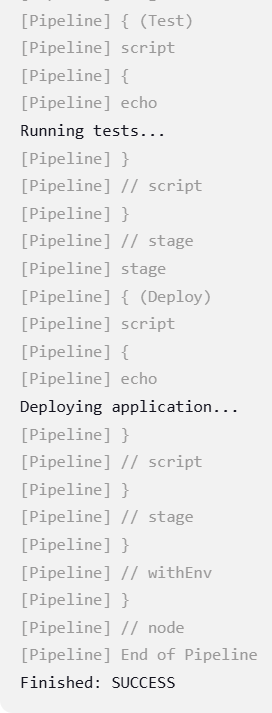 [Pipeline] { (Test)
[Pipeline] script
[Pipeline] {
[Pipeline] echo
Running tests...
[Pipeline] }
[Pipeline] // script
[Pipeline] }
[Pipeline] // stage
[Pipeline] stage
[Pipeline] { (Deploy)
[Pipeline] script
[Pipeline] {
[Pipeline] echo
Deploying application...
[Pipeline] }
[Pipeline] // script
[Pipeline] }
[Pipeline] // stage
[Pipeline] }
[Pipeline] // withEnv
[Pipeline] }
[Pipeline] // node
[Pipeline] End of Pipeline
Finished: SUCCESS